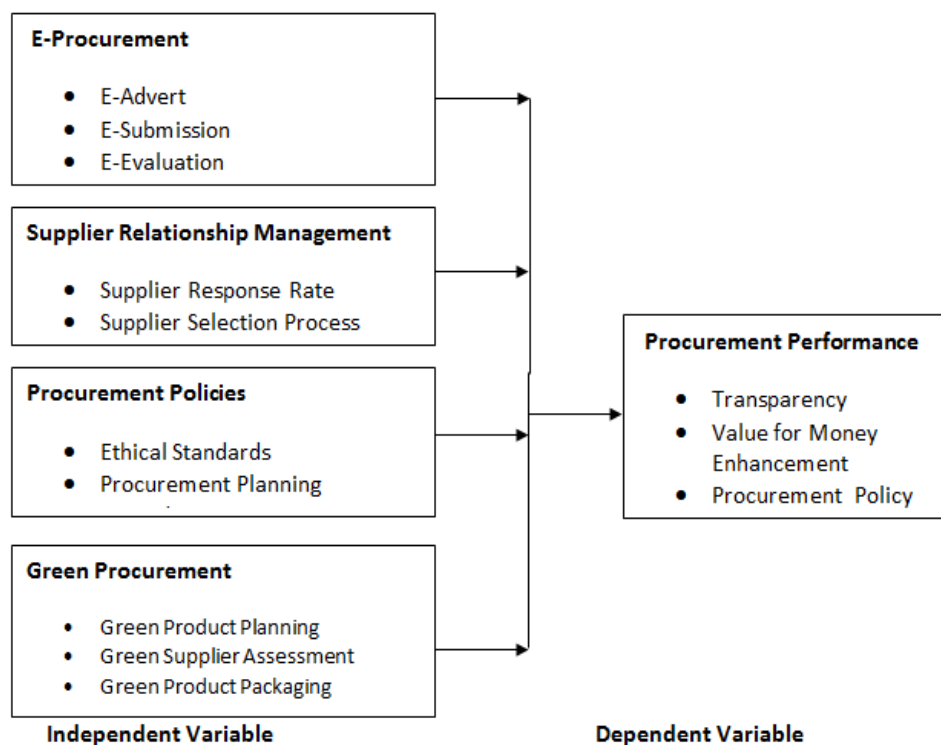 E-Procurement
• E-Advert
• E-Submission
• E-Evaluation
Supplier Relationship Management
• Supplier Response Rate
• Supplier Selection Process
Procurement Policies
• Ethical Standards
• Procurement Planning
Green Procurement
• Green Product Planning
• Green Supplier Assessment
• Green Product Packaging
Independent Variable
Procurement Performance
• Transparency
• Value for Money
Enhancement
• Procurement Policy
Dependent Variable